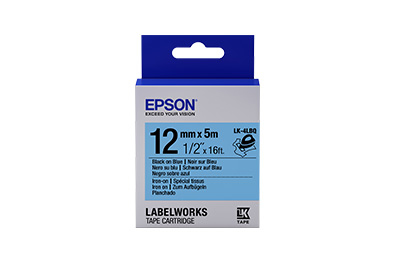 EPSON
EXCEED YOUR VISION
12 mm x 5m
1/2" x 16ft.
LK-4LBQ
Black on Blue | Noir sur Bleu
Nero su blu | Schwarz auf Blau
Negro sobre azul
Iron-on | Spécial tissus
Iron on | Zum Aufbügeln
Planchado
LABELWORKS
TAPE CARTRIDGE
LK
TAPE